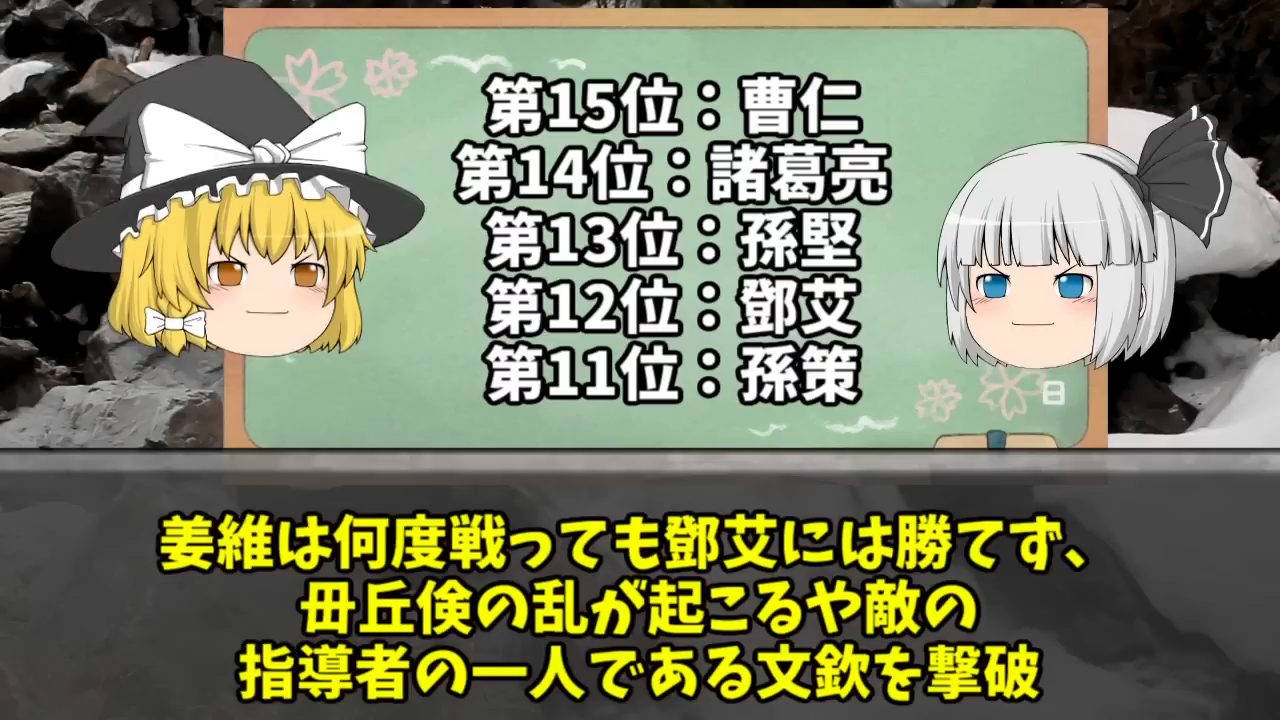 第15位：曹仁
第14位：諸葛亮
第13位：孫堅
第12位：鄧艾
第11位：孫策
日
姜維は何度戦っても鄧艾には勝てず、
毌丘倹の乱が起こるや敵の
指導者の一人である文欽を撃破